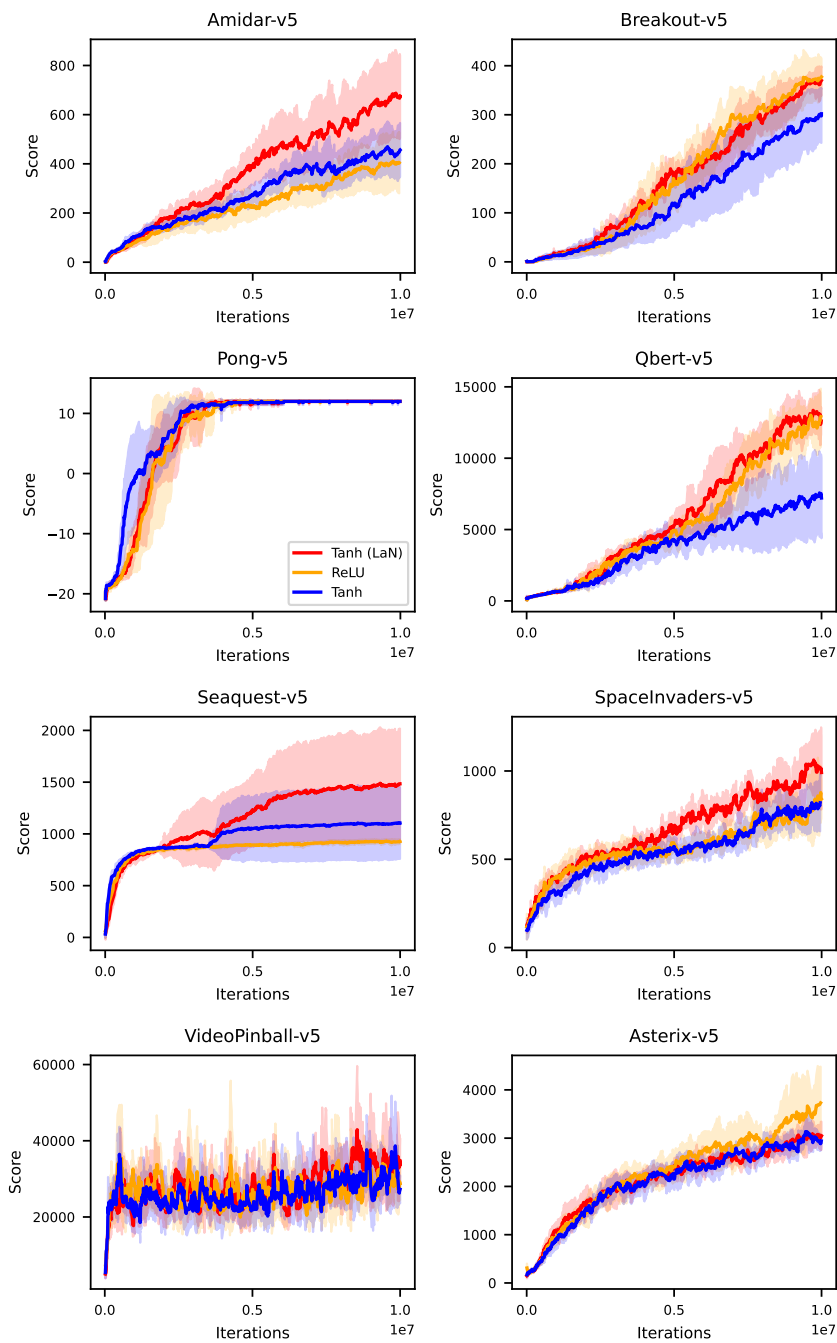 Amidar-v5
800
600
400
200
0
Score
0.0
0.5
1.0
1e7
Iterations
Breakout-v5
400
300
200
100
0
Score
0.0
0.5
1.0
1e7
Iterations
Pong-v5
10
0
−10
−20
Score
Tanh (LaN)
ReLU
Tanh
0.0
0.5
1.0
1e7
Iterations
Qbert-v5
15000
10000
5000
0
Score
0.0
0.5
1.0
1e7
Iterations
Seaquest-v5
2000
1500
1000
500
0
Score
0.0
0.5
1.0
1e7
Iterations
SpaceInvaders-v5
1000
500
0
Score
0.0
0.5
1.0
1e7
Iterations
VideoPinball-v5
60000
40000
20000
Score
0.0
0.5
1.0
1e7
Iterations
Asterix-v5
4000
3000
2000
1000
0
Score
0.0
0.5
1.0
1e7
Iterations